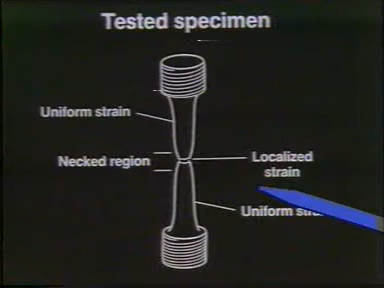 Tested specimen
Uniform strain
Necked region
Localized
strain
Uniform